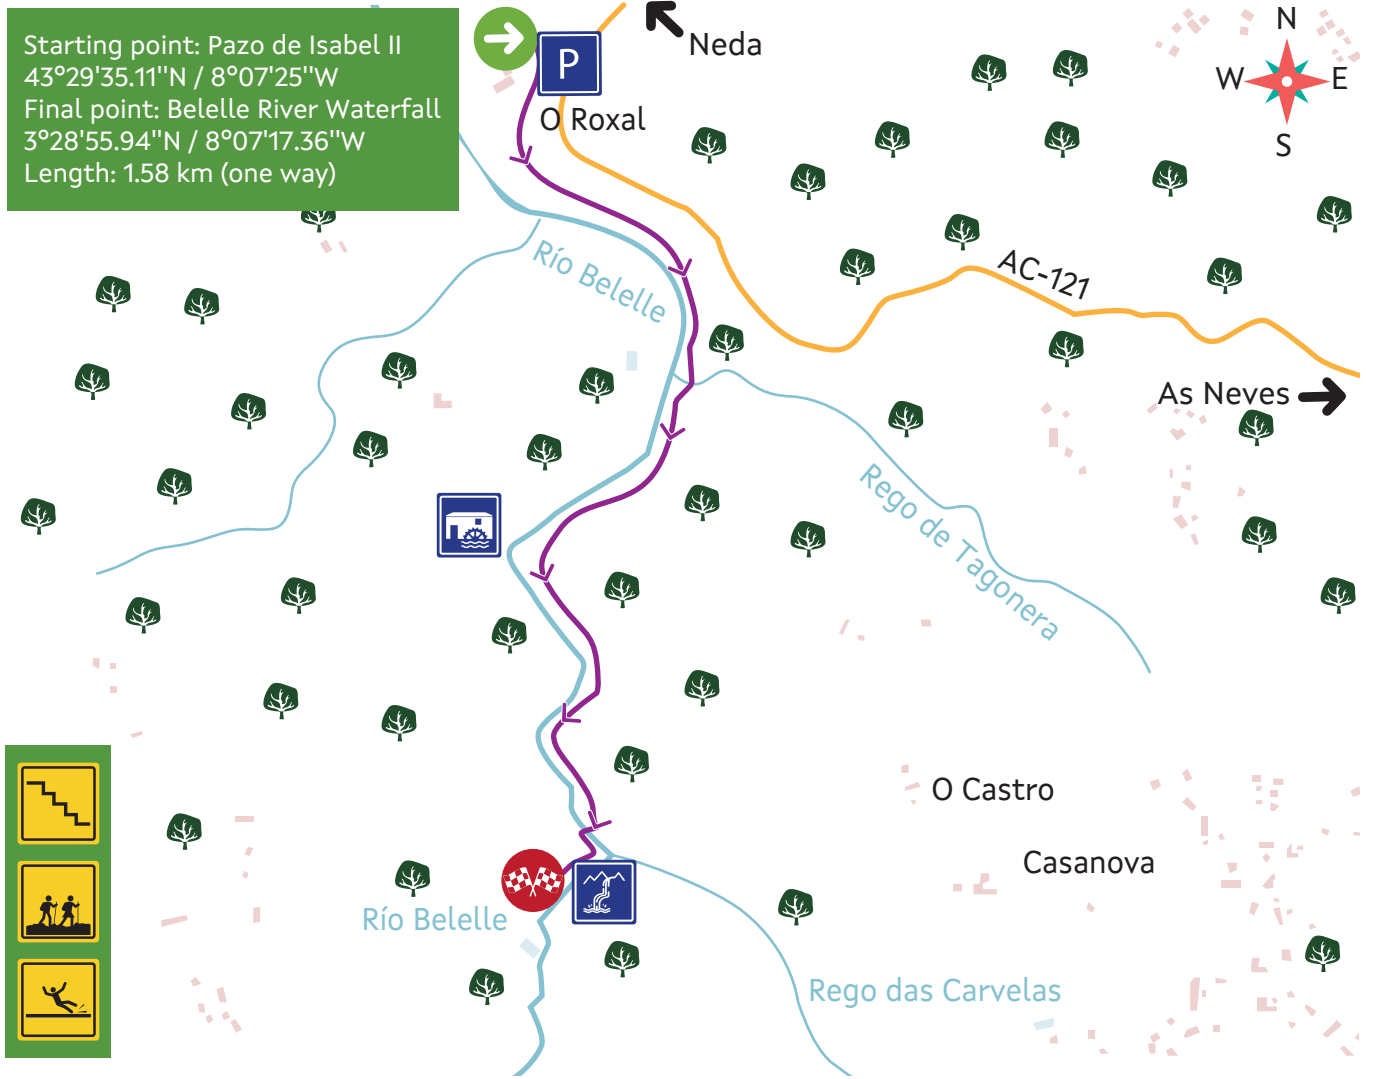 Starting point: Pazo de Isabel II
43°29'35.11"N / 8°07'25"W
Final point: Belelle River Waterfall
3°28'55.94"N / 8°07'17.36"W
Length: 1.58 km (one way)
P
Neda
O Roxal
N
W
E
S
Río Belelle
AC-121
As Neves
Rego de Tagonera
O Castro
Casanova
Río Belelle
Rego das Carvelas